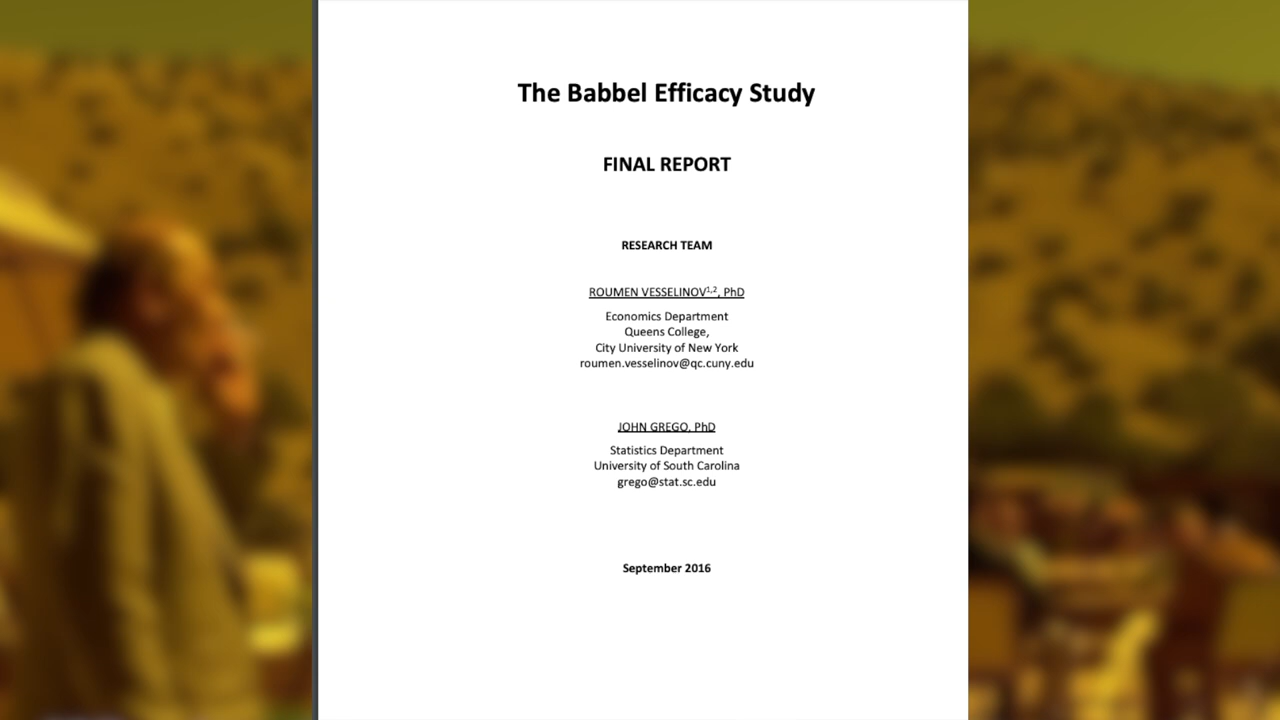 The Babbel Efficacy Study
FINAL REPORT
RESEARCH TEAM
ROUMEN VESSELINOV1,2, PhD
Economics Department
Queens College,
City University of New York
roumen.vesselinov@qc.cuny.edu
JOHN GREGO, PhD
Statistics Department
University of South Carolina
grego@stat.sc.edu
September 2016